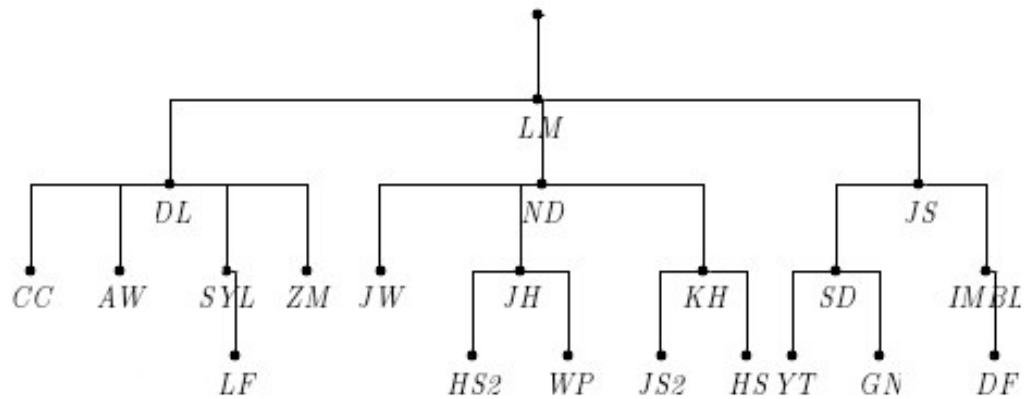 LM
DL ND JS
CC AW SYL ZM JW JH KH SD IMBL
LF HS2 WP JS2 HS YT GN DF